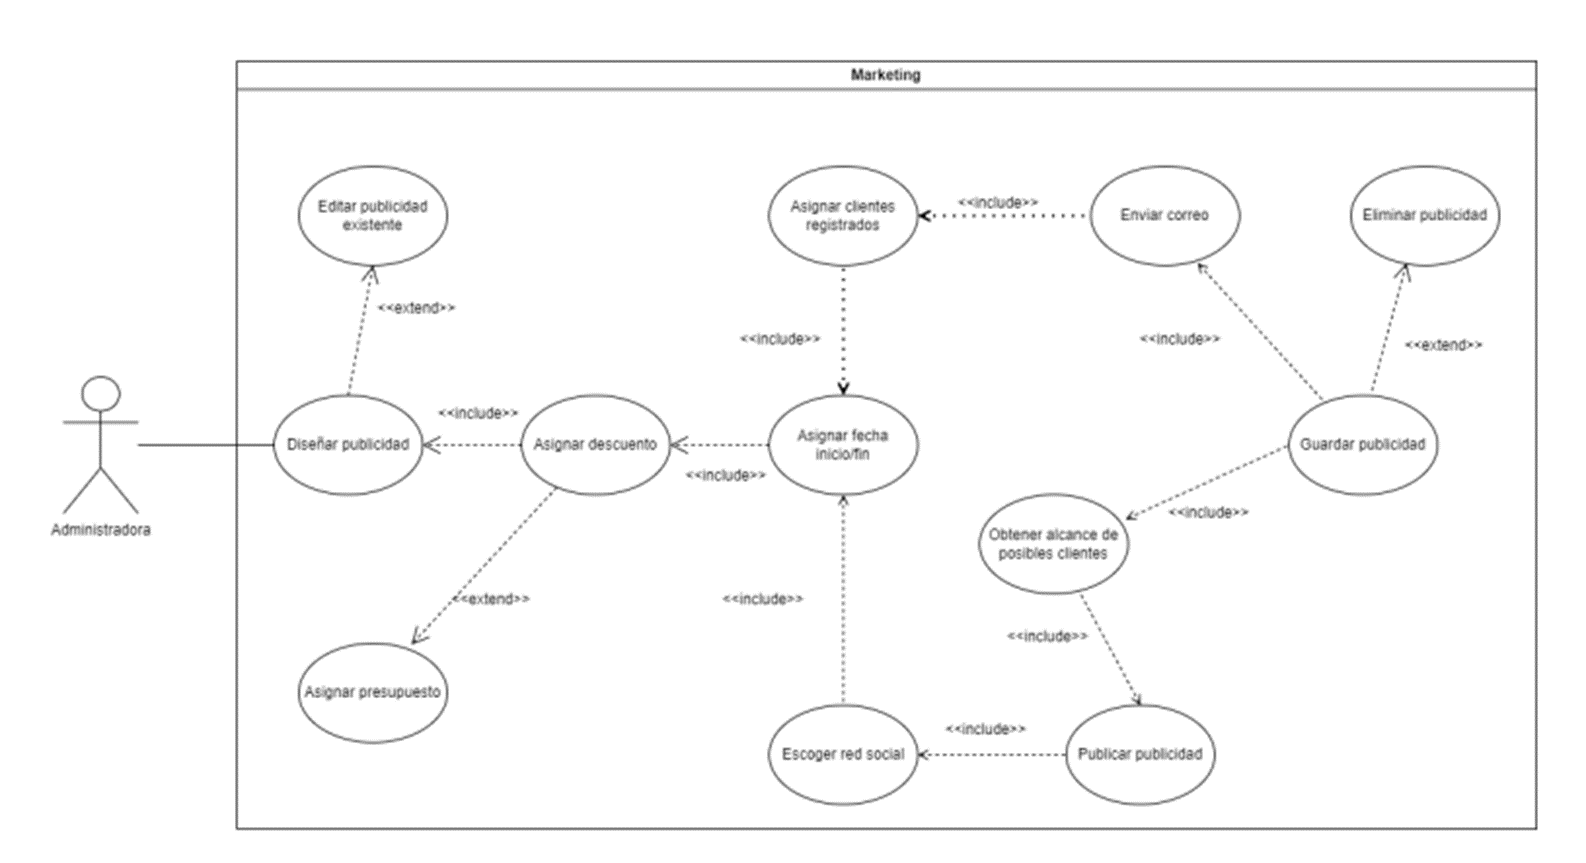 Marketing
Editar publicidad
existente
Asignar clientes
registrados
<<include>>
Enviar correo
Eliminar publicidad
<<extend>>
<<include>>
<<include>>
<<extend>>
Diseñar publicidad
<<include>>
Asignar descuento
<<include>>
Asignar fecha
inicio/fin
Guardar publicidad
Administradora
<<include>>
Obtener alcance de
posibles clientes
<<extend>>
<<include>>
<<include>>
Asignar presupuesto
Escoger red social
<<include>>
Publicar publicidad